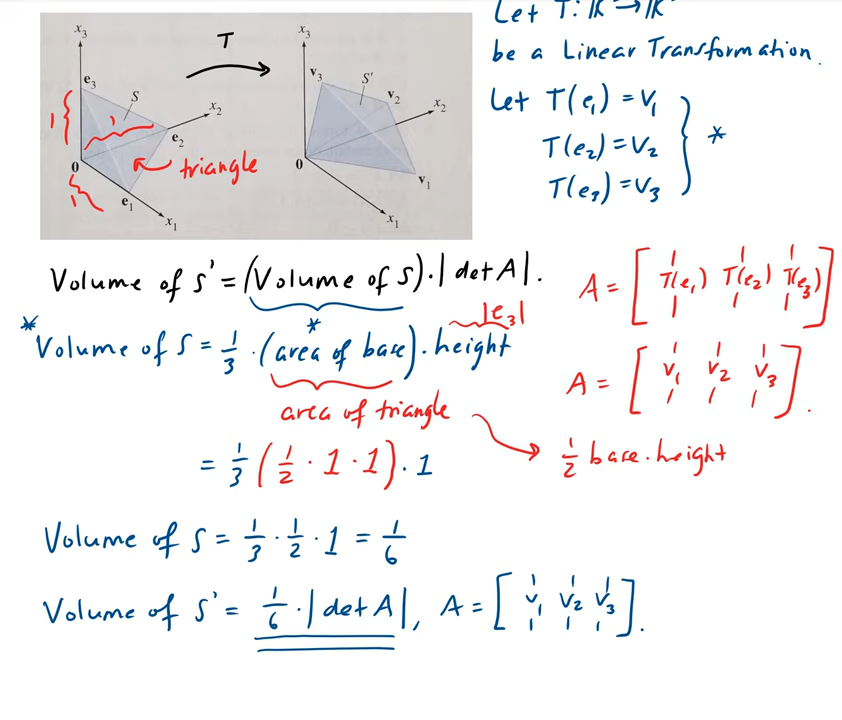 x₃
e₃
S
1
1
x₂
e₂
0
triangle
1
e₁
x₁
T
x₃
v₃
S'
v₂
x₂
0
v₁
x₁
Let T: ℝ → ℝ
be a Linear Transformation.
Let T(e₁) = v₁
T(e₂) = v₂ } *
T(e₃) = v₃
Volume of S' = (Volume of S) · |det A|.
A = [T(e₁) T(e₂) T(e₃)]
|e₃|
* Volume of S = 1/3 · (area of base) · height
*
A = [v₁ v₂ v₃].
area of triangle
= 1/3 (1/2 · 1 · 1) · 1
1/2 base · height
Volume of S = 1/3 · 1/2 · 1 = 1/6
Volume of S' = 1/6 · |det A|, A = [v₁ v₂ v₃].